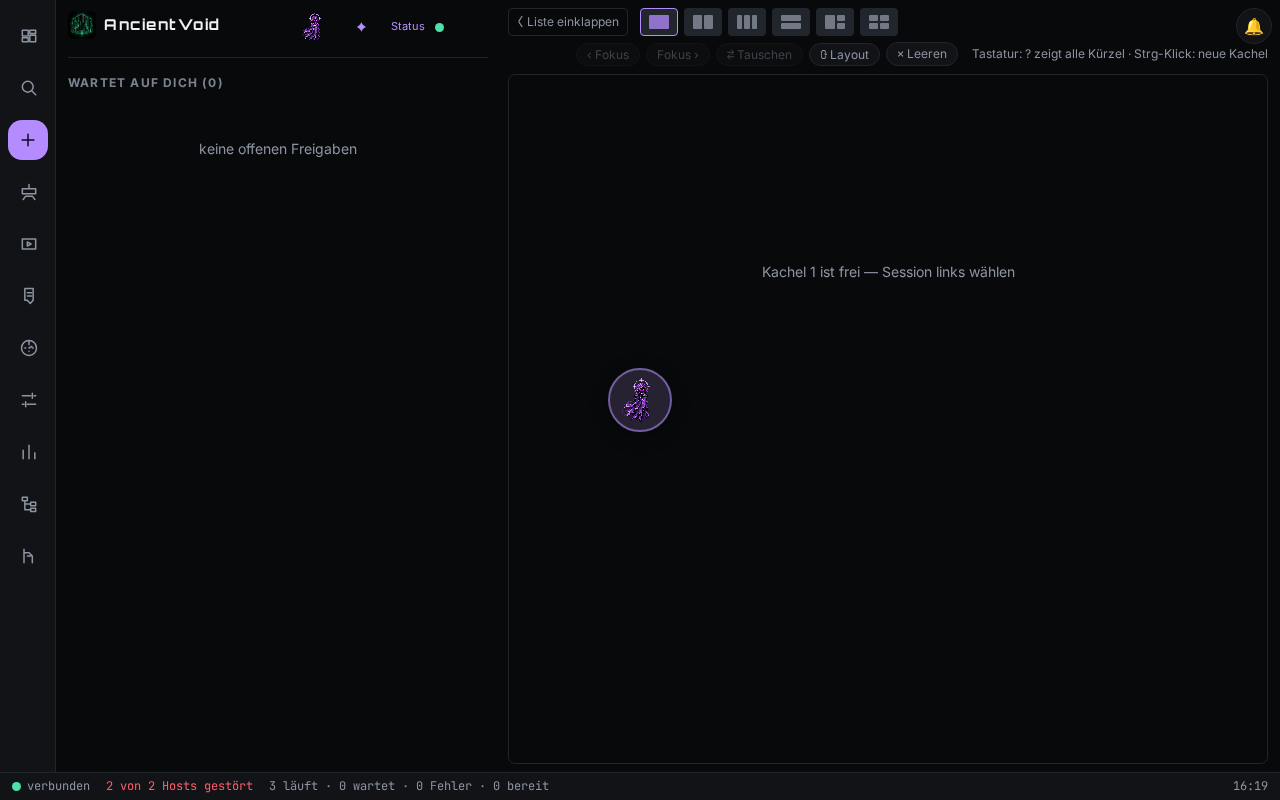 Ancient Void
Status
Liste einklappen
‹ Fokus
Fokus ›
⇄ Tauschen
Layout
× Leeren
Tastatur: ? zeigt alle Kürzel · Strg-Klick: neue Kachel
WARTET AUF DICH (0)
keine offenen Freigaben
Kachel 1 ist frei — Session links wählen
verbunden
2 von 2 Hosts gestört
3 läuft · 0 wartet · 0 Fehler · 0 bereit
16:19